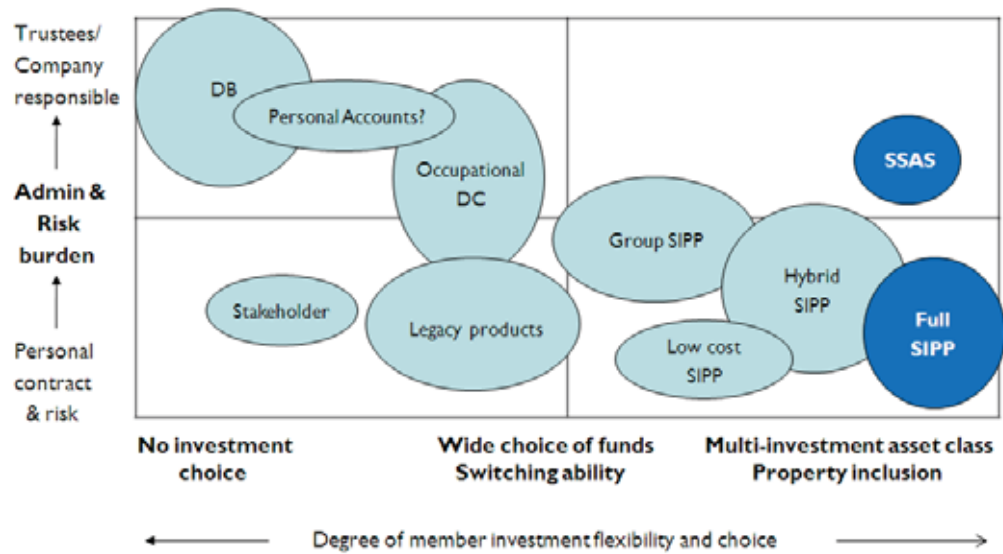 Trustees/
Company
responsible
Admin &
Risk
burden
Personal
contract
& risk
DB
Personal Accounts?
Occupational
DC
SSAS
Group SIPP
Hybrid
SIPP
Stakeholder
Legacy products
Low cost
SIPP
Full
SIPP
No investment
choice
Wide choice of funds
Switching ability
Multi-investment asset class
Property inclusion
Degree of member investment flexibility and choice